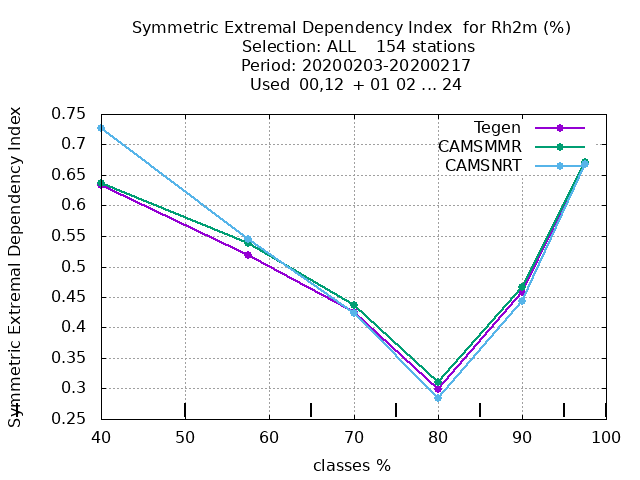 Symmetric Extremal Dependency Index for Rh2m (%)
Selection: ALL 154 stations
Period: 20200203-20200217
Used 00,12 + 01 02 ... 24
Symmetric Extremal Dependency Index
0.75
0.7
0.65
0.6
0.55
0.5
0.45
0.4
0.35
0.3
0.25
Tegen
CAMSMMR
CAMSNRT
40 50 60 70 80 90 100
classes %